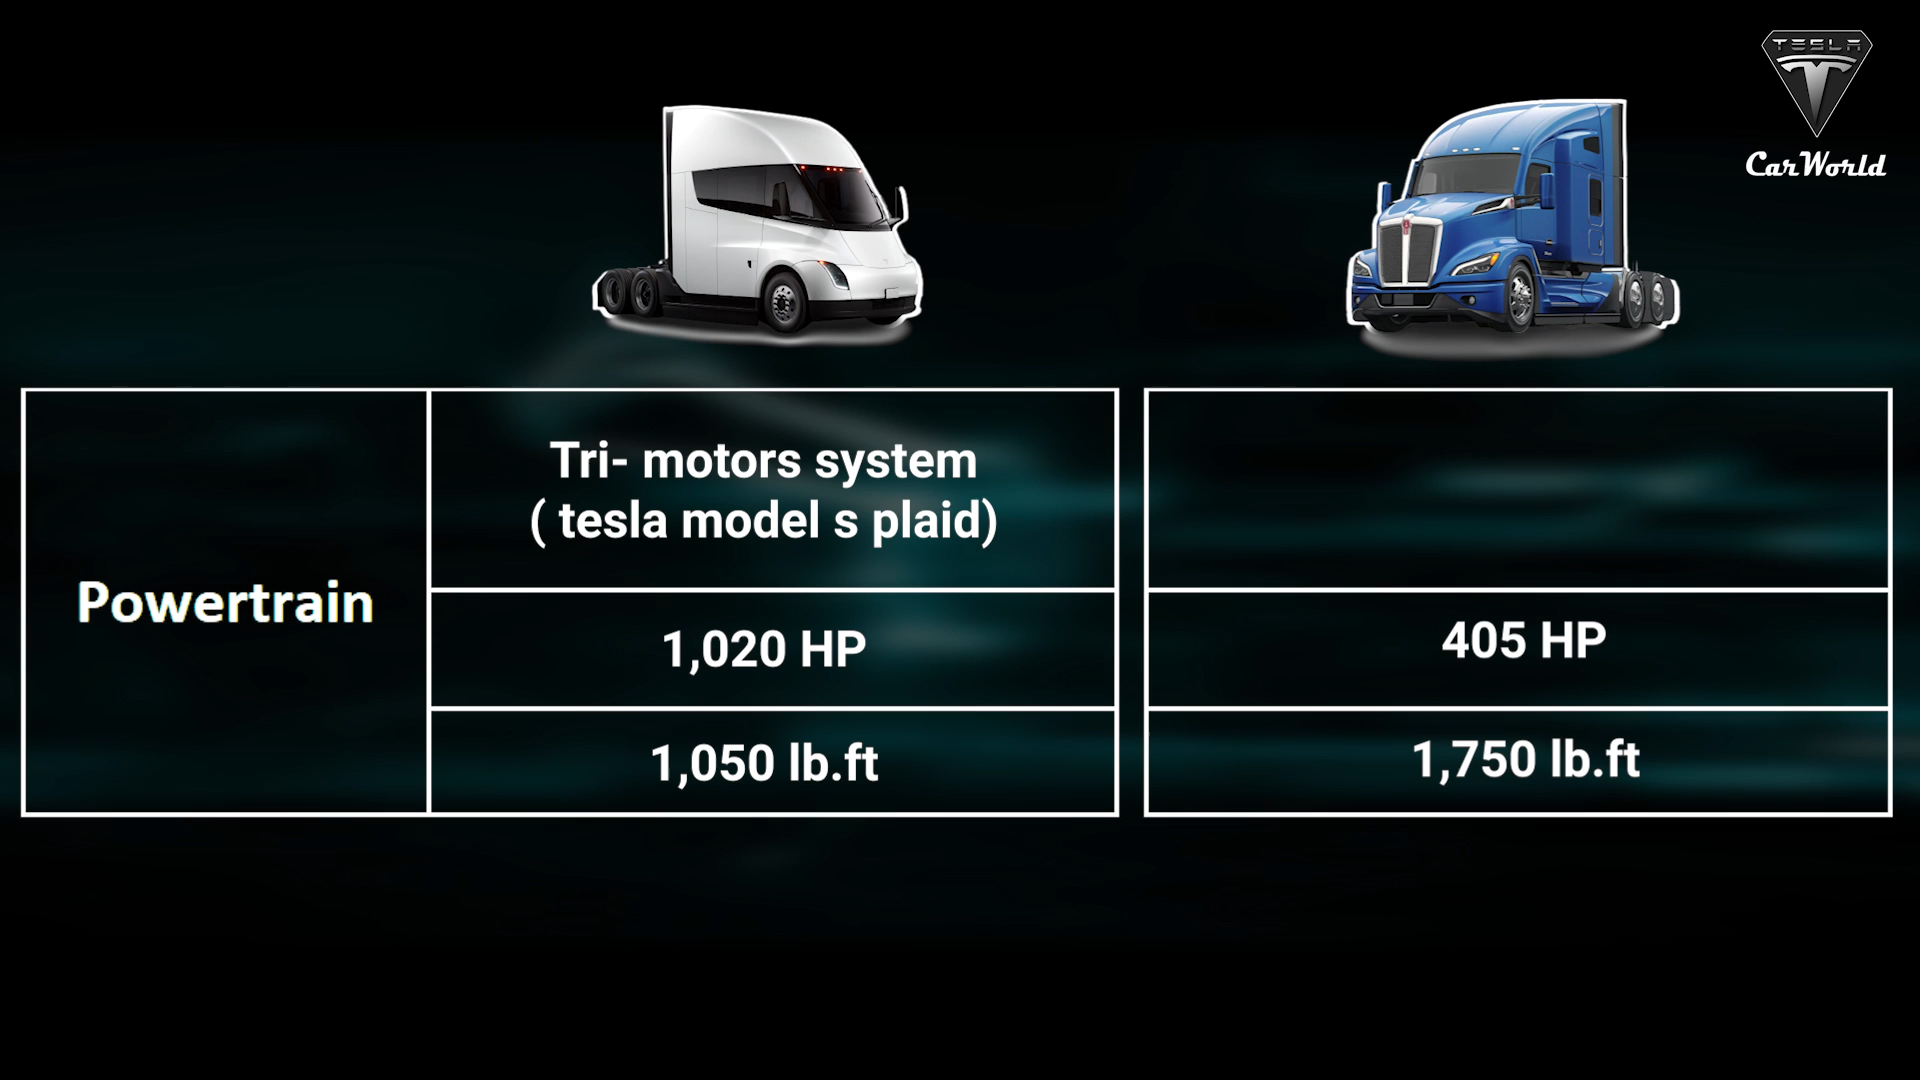 TESLA
CarWorld
Tri- motors system
( tesla model s plaid)
Powertrain
1,020 HP
405 HP
1,050 lb.ft
1,750 lb.ft